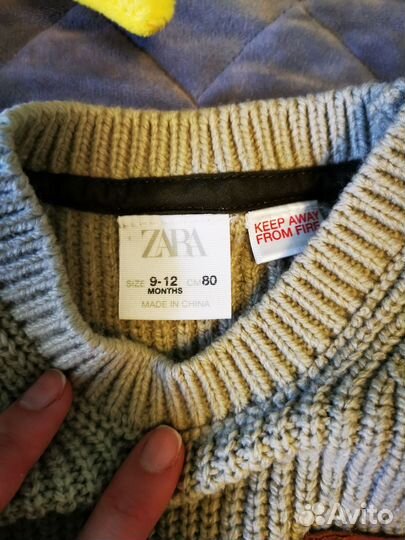 ZARA
SIZE 9-12 CM 80
MONTHS
MADE IN CHINA
KEEP AWAY
FROM FIRE
Avito